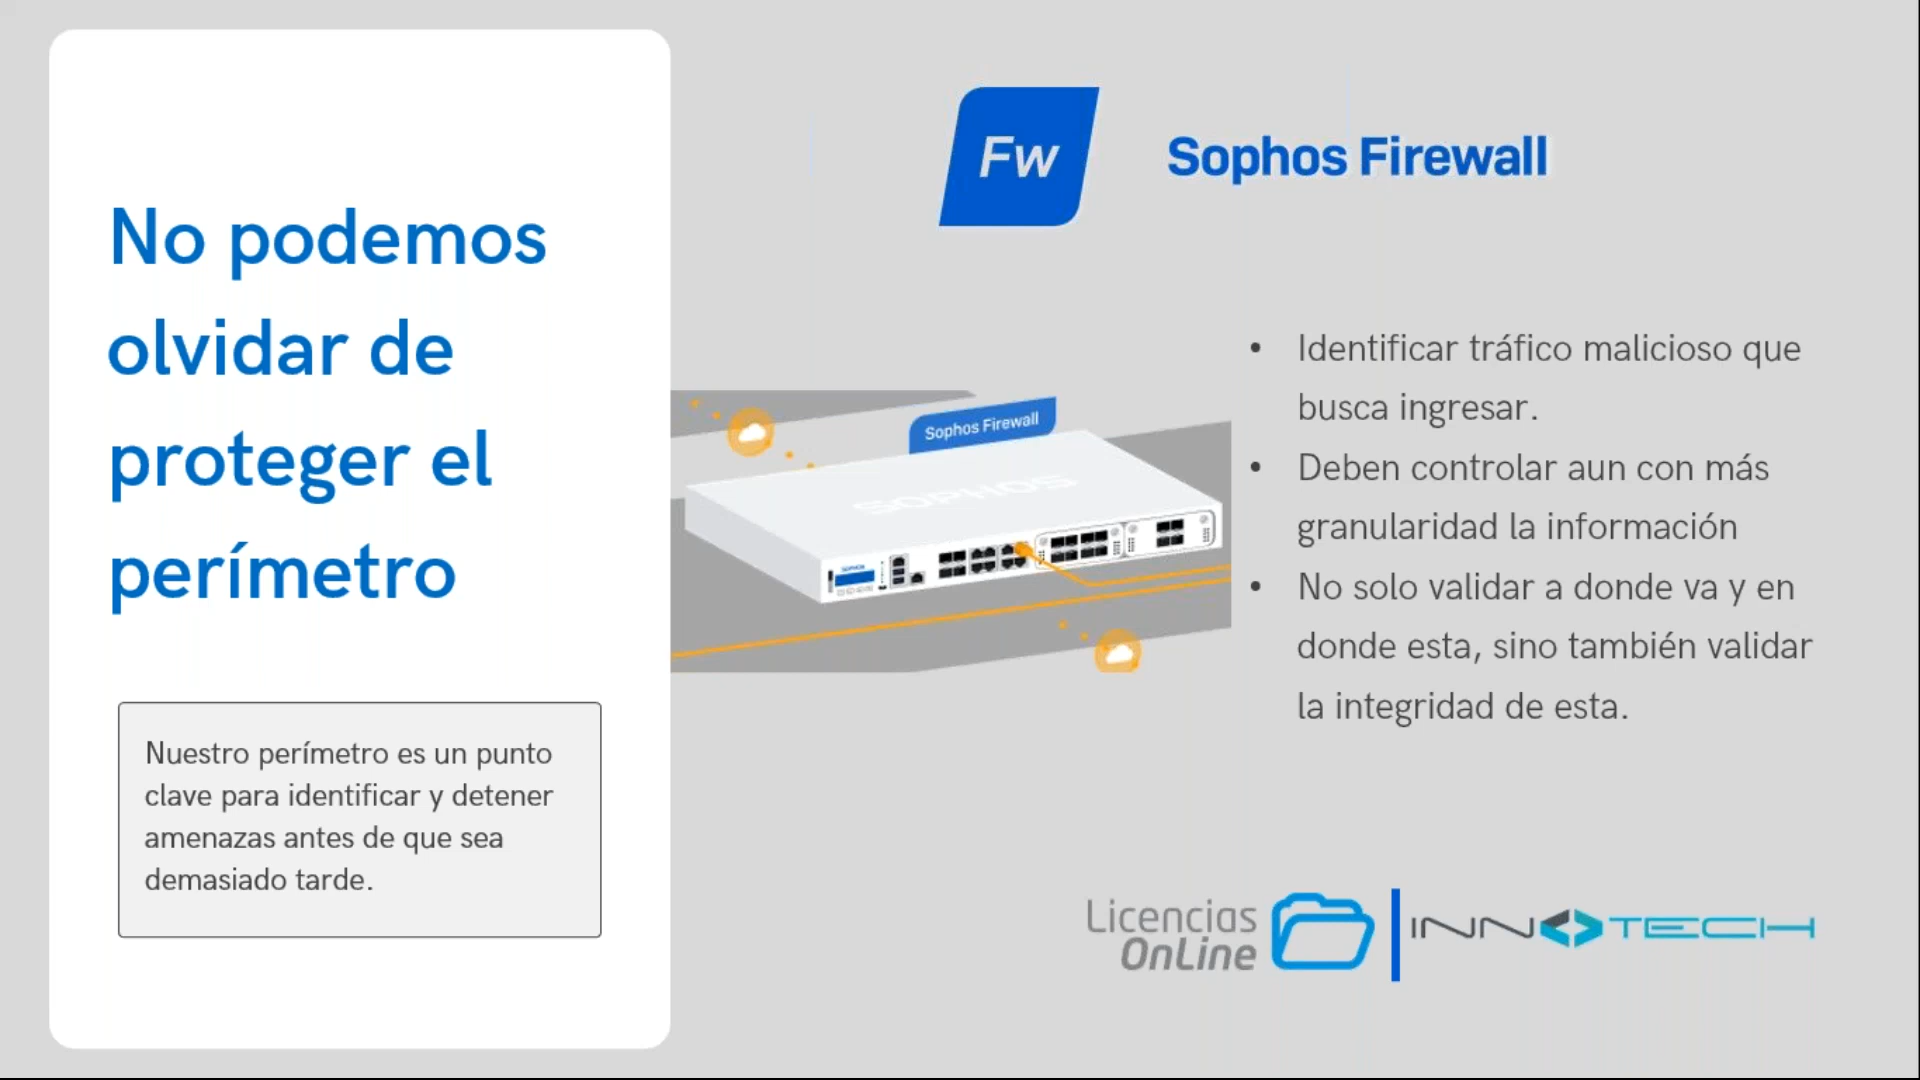 No podemos
olvidar de
proteger el
perímetro
Nuestro perímetro es un punto
clave para identificar y detener
amenazas antes de que sea
demasiado tarde.
Fw
Sophos Firewall
Sophos Firewall
SOPHOS
SOPHOS
Identificar tráfico malicioso que
busca ingresar.
Deben controlar aun con más
granularidad la información
No solo validar a donde va y en
donde esta, sino también validar
la integridad de esta.
Licencias
OnLine
INNOTECH